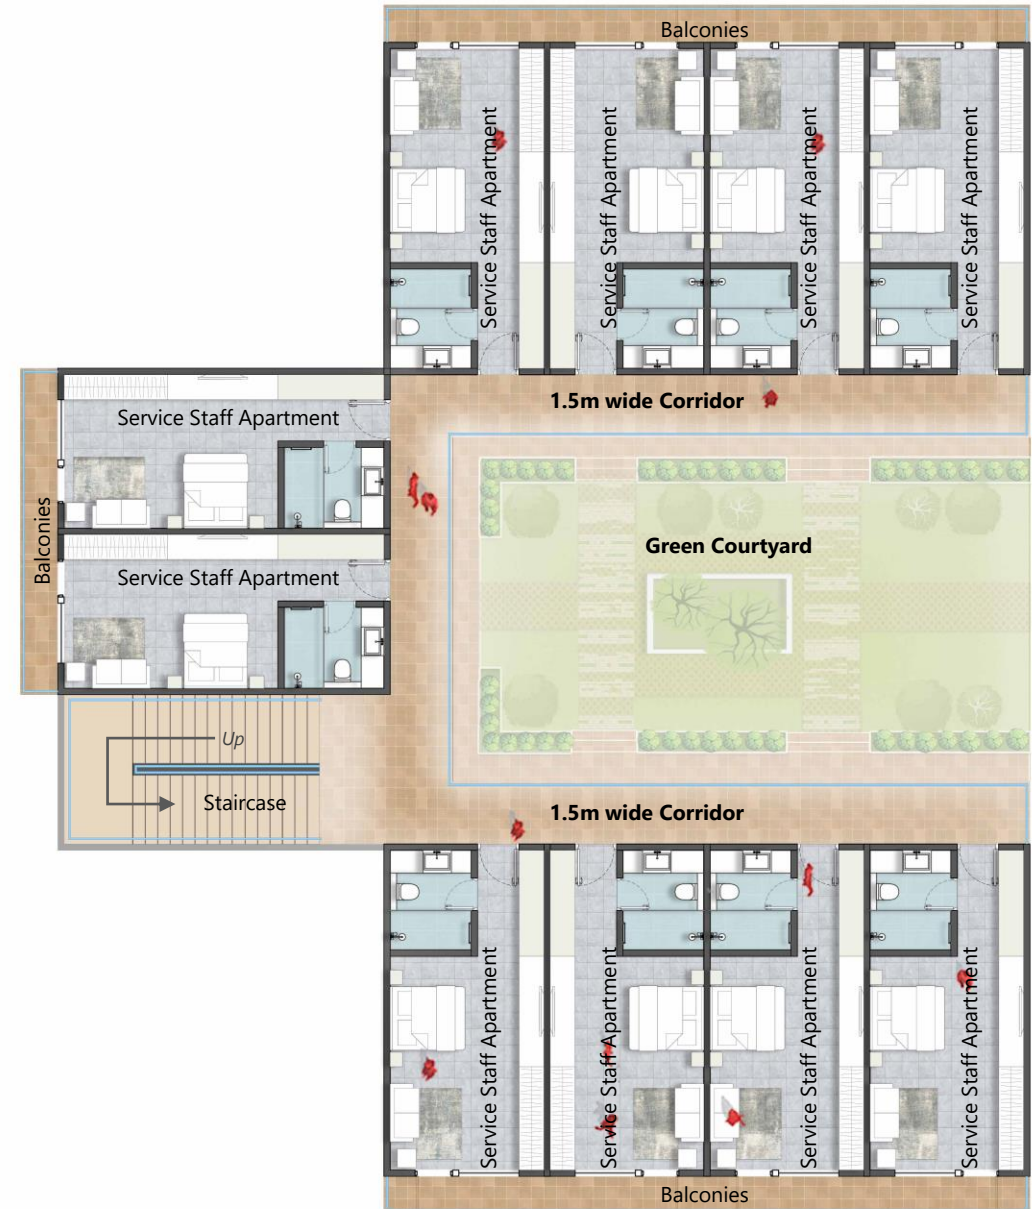 Balconies
Service Staff Apartment
Service Staff Apartment
Service Staff Apartment
Service Staff Apartment
1.5m wide Corridor
Service Staff Apartment
Balconies
Green Courtyard
Service Staff Apartment
Up
Staircase
1.5m wide Corridor
Service Staff Apartment
Service Staff Apartment
Service Staff Apartment
Service Staff Apartment
Balconies